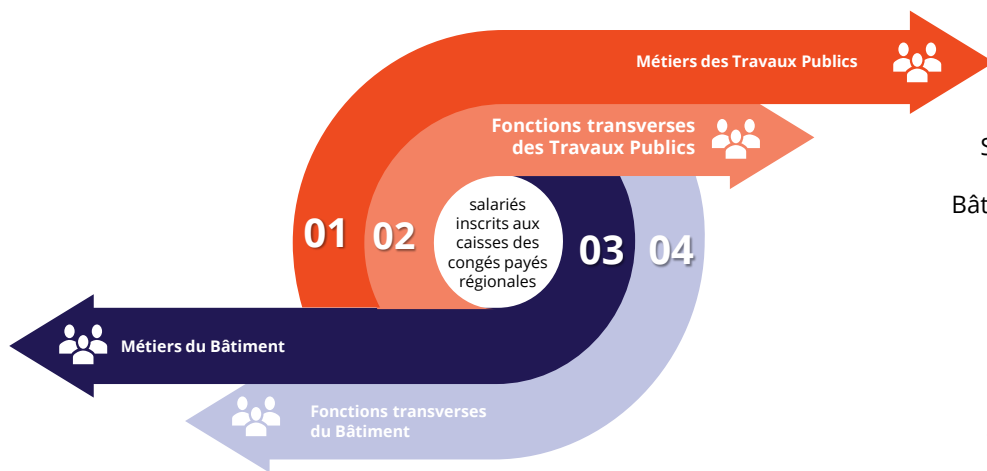 Métiers des Travaux Publics
Fonctions transverses
des Travaux Publics
01
02
salariés
inscrits aux
caisses des
congés payés
régionales
03
04
Métiers du Bâtiment
Fonctions transverses
du Bâtiment